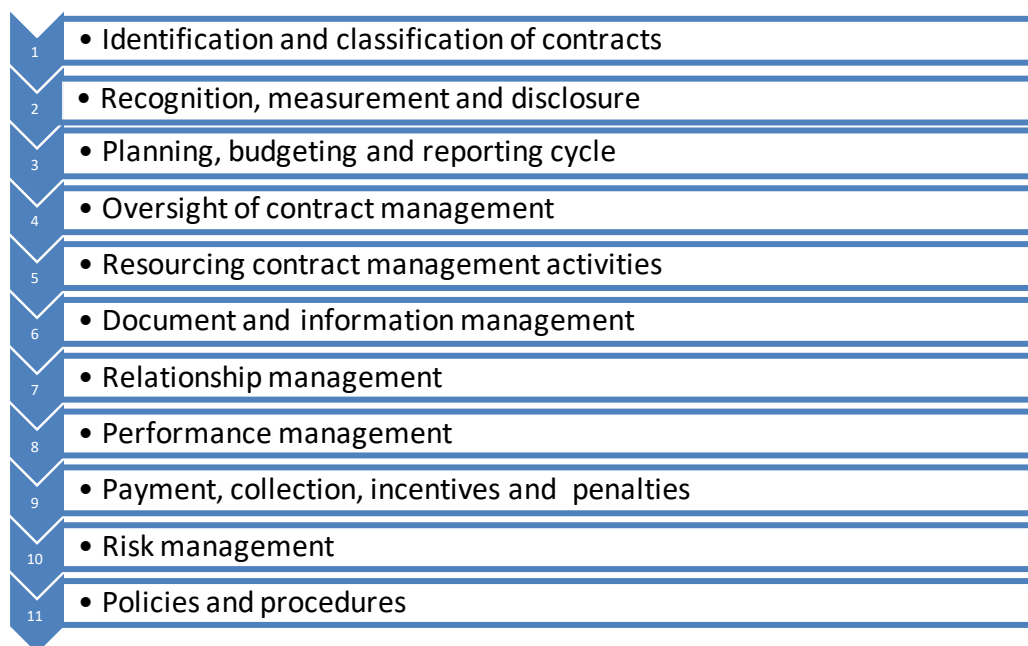 1 • Identification and classification of contracts
2 • Recognition, measurement and disclosure
3 • Planning, budgeting and reporting cycle
4 • Oversight of contract management
5 • Resourcing contract management activities
6 • Document and information management
7 • Relationship management
8 • Performance management
9 • Payment, collection, incentives and penalties
10 • Risk management
11 • Policies and procedures